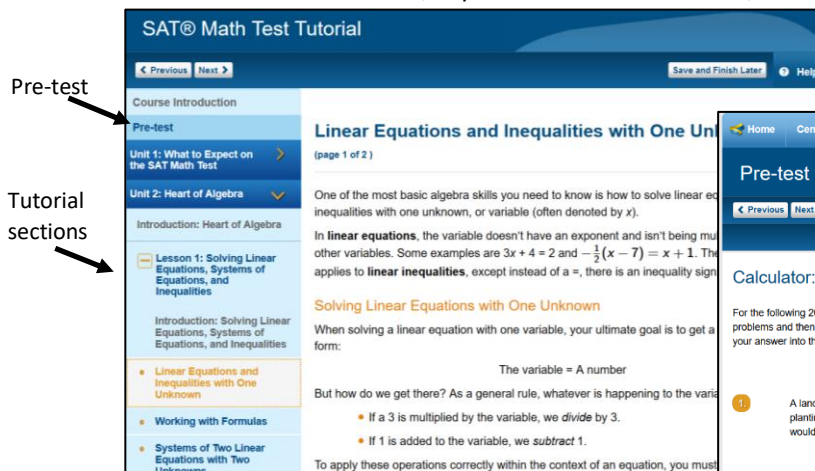 SAT® Math Test Tutorial
Previous Next
Save and Finish Later
Help
Pre-test
Tutorial
sections
Course Introduction
Pre-test
Unit 1: What to Expect on
the SAT Math Test
Unit 2: Heart of Algebra
Introduction: Heart of Algebra
Lesson 1: Solving Linear
Equations, Systems of
Equations, and
Inequalities
Introduction: Solving Linear
Equations, Systems of
Equations, and Inequalities
Linear Equations and
Inequalities with One
Unknown
Working with Formulas
Systems of Two Linear
Equations with Two
Linear Equations and Inequalities with One
(page 1 of 2 )
One of the most basic algebra skills you need to know is how to solve linear
inequalities with one unknown, or variable (often denoted by x).
In linear equations, the variable doesn't have an exponent and isn't being
other variables. Some examples are 3x + 4 = 2 and −1/2(x − 7) = x + 1. The
applies to linear inequalities, except instead of a =, there is an inequality sign
Solving Linear Equations with One Unknown
When solving a linear equation with one variable, your ultimate goal is to get a
form:
The variable = A number
But how do we get there? As a general rule, whatever is happening to the
• If a 3 is multiplied by the variable, we divide by 3.
• If 1 is added to the variable, we subtract 1.
To apply these operations correctly within the context of an equation, you must
Home
Pre-test
Previous Next
Calculator:
For the following
problems and then
your answer into the
1.
A
would